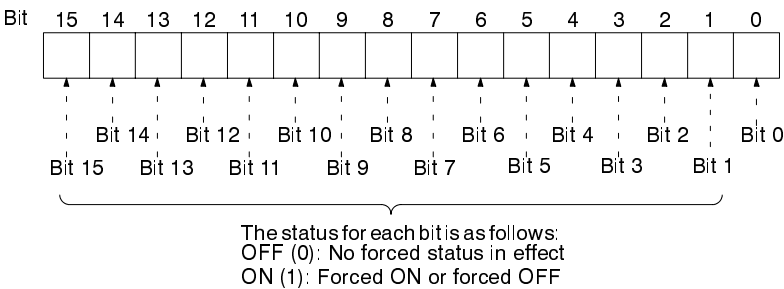 Bit 15 14 13 12 11 10 9 8 7 6 5 4 3 2 1 0
Bit 14 Bit 12 Bit 10 Bit 8 Bit 6 Bit 4 Bit 2 Bit 0
Bit 15 Bit 13 Bit 11 Bit 9 Bit 7 Bit 5 Bit 3 Bit 1
The status for each bit is as follows:
OFF (0): No forced status in effect
ON (1): Forced ON or forced OFF